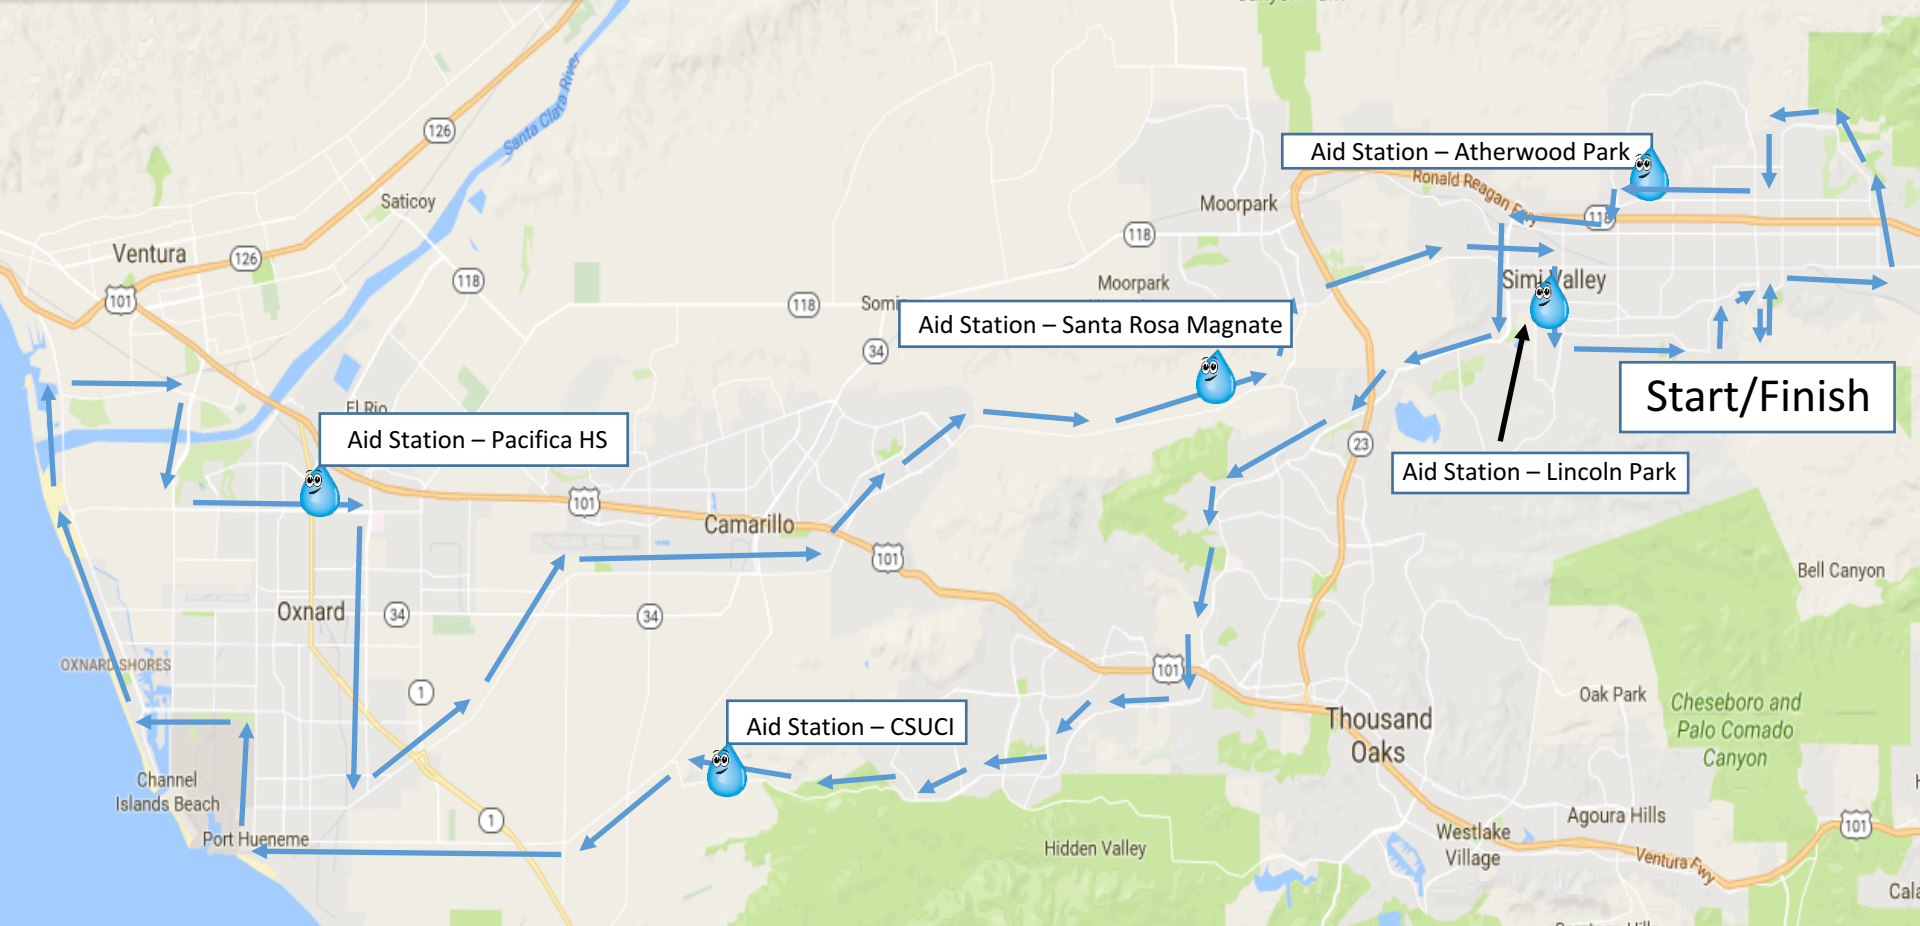 Canyon Park
126
Santa Clara River
Aid Station – Atherwood Park
Ronald Reagan Fwy
Saticoy
Moorpark
118
118
Ventura
126
118
Moorpark
Simi Valley
101
118
Aid Station – Santa Rosa Magnate
34
Start/Finish
El Rio
Aid Station – Pacifica HS
23
Aid Station – Lincoln Park
101
Camarillo
101
Bell Canyon
Oxnard
34
34
OXNARD SHORES
101
1
Oak Park
Cheseboro and
Palo Comado
Canyon
Thousand
Oaks
Aid Station – CSUCI
Channel
Islands Beach
1
Agoura Hills
101
Port Hueneme
Westlake
Village
Hidden Valley
Ventura Fwy